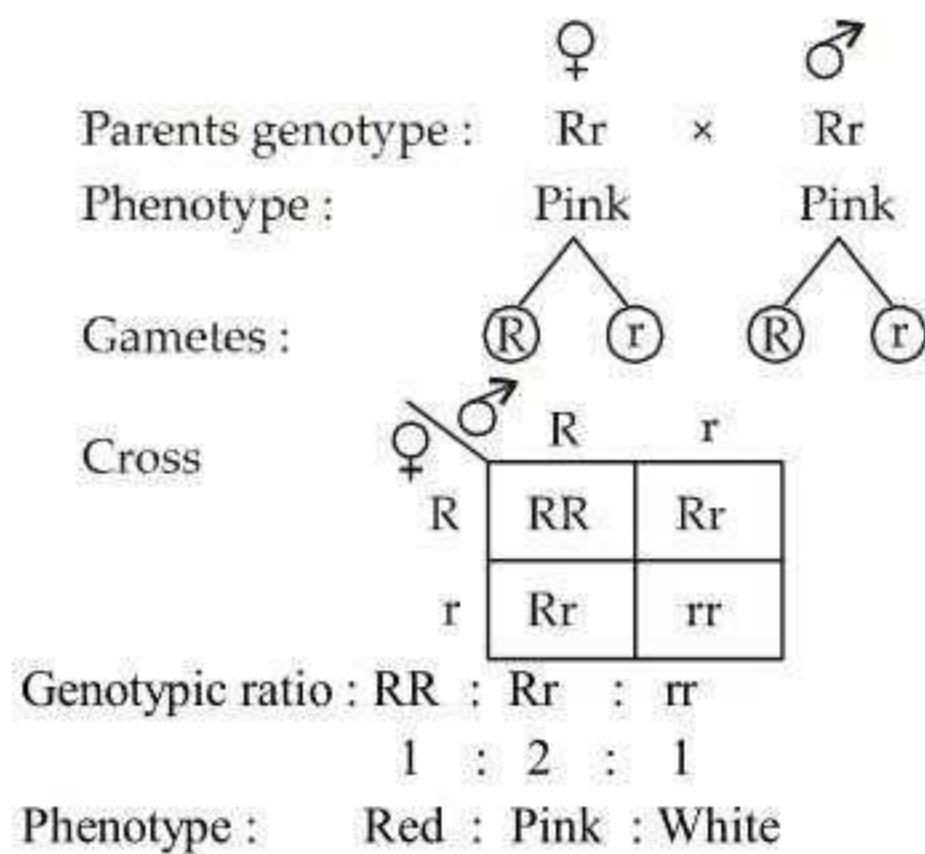 ♀ ♂
Parents genotype : Rr × Rr
Phenotype : Pink Pink
Gametes : R r R r
♂ R r
Cross ♀
R RR Rr
r Rr rr
Genotypic ratio : RR : Rr : rr
1 : 2 : 1
Phenotype : Red : Pink : White